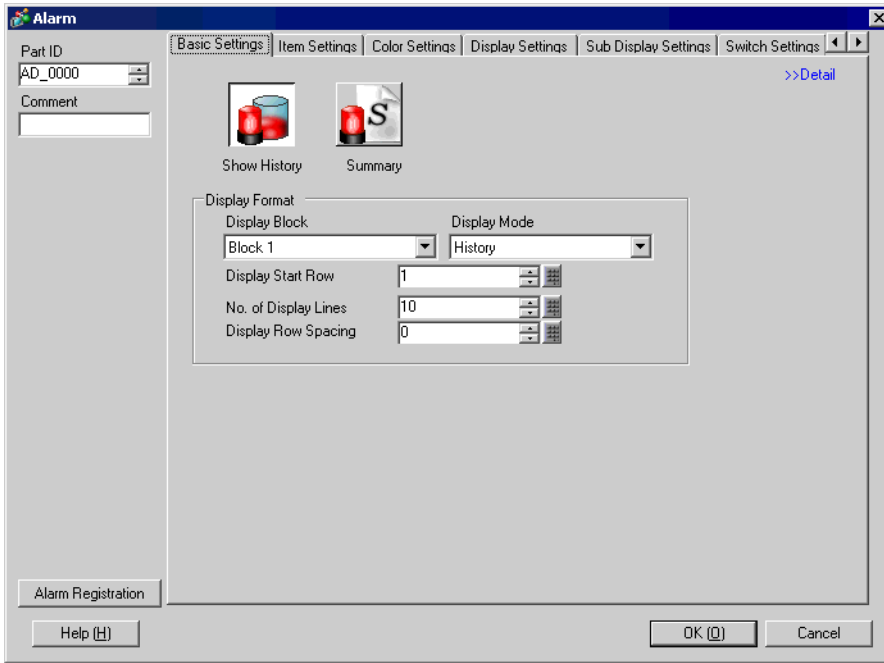 Alarm
Part ID
AD_0000
Comment
Basic Settings
Item Settings
Color Settings
Display Settings
Sub Display Settings
Switch Settings
>>Detail
S
Show History
Summary
Display Format
Display Block
Display Mode
Block 1
History
Display Start Row
1
No. of Display Lines
10
Display Row Spacing
0
Alarm Registration
Help (H)
OK (O)
Cancel